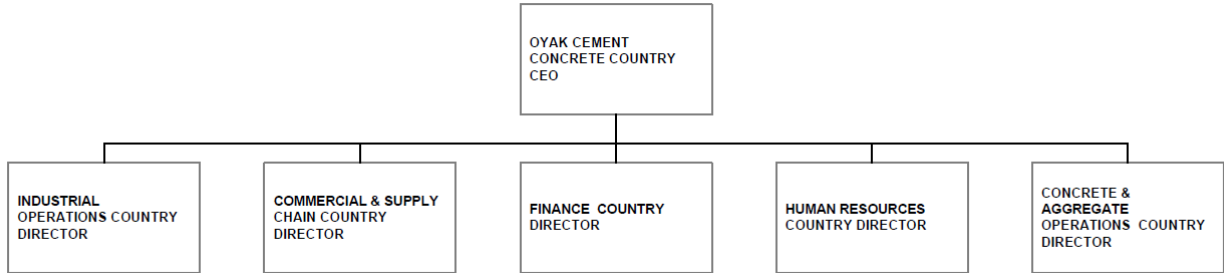 OYAK CEMENT
CONCRETE COUNTRY
CEO
INDUSTRIAL
OPERATIONS COUNTRY
DIRECTOR
COMMERCIAL & SUPPLY
CHAIN COUNTRY
DIRECTOR
FINANCE COUNTRY
DIRECTOR
HUMAN RESOURCES
COUNTRY DIRECTOR
CONCRETE &
AGGREGATE
OPERATIONS COUNTRY
DIRECTOR